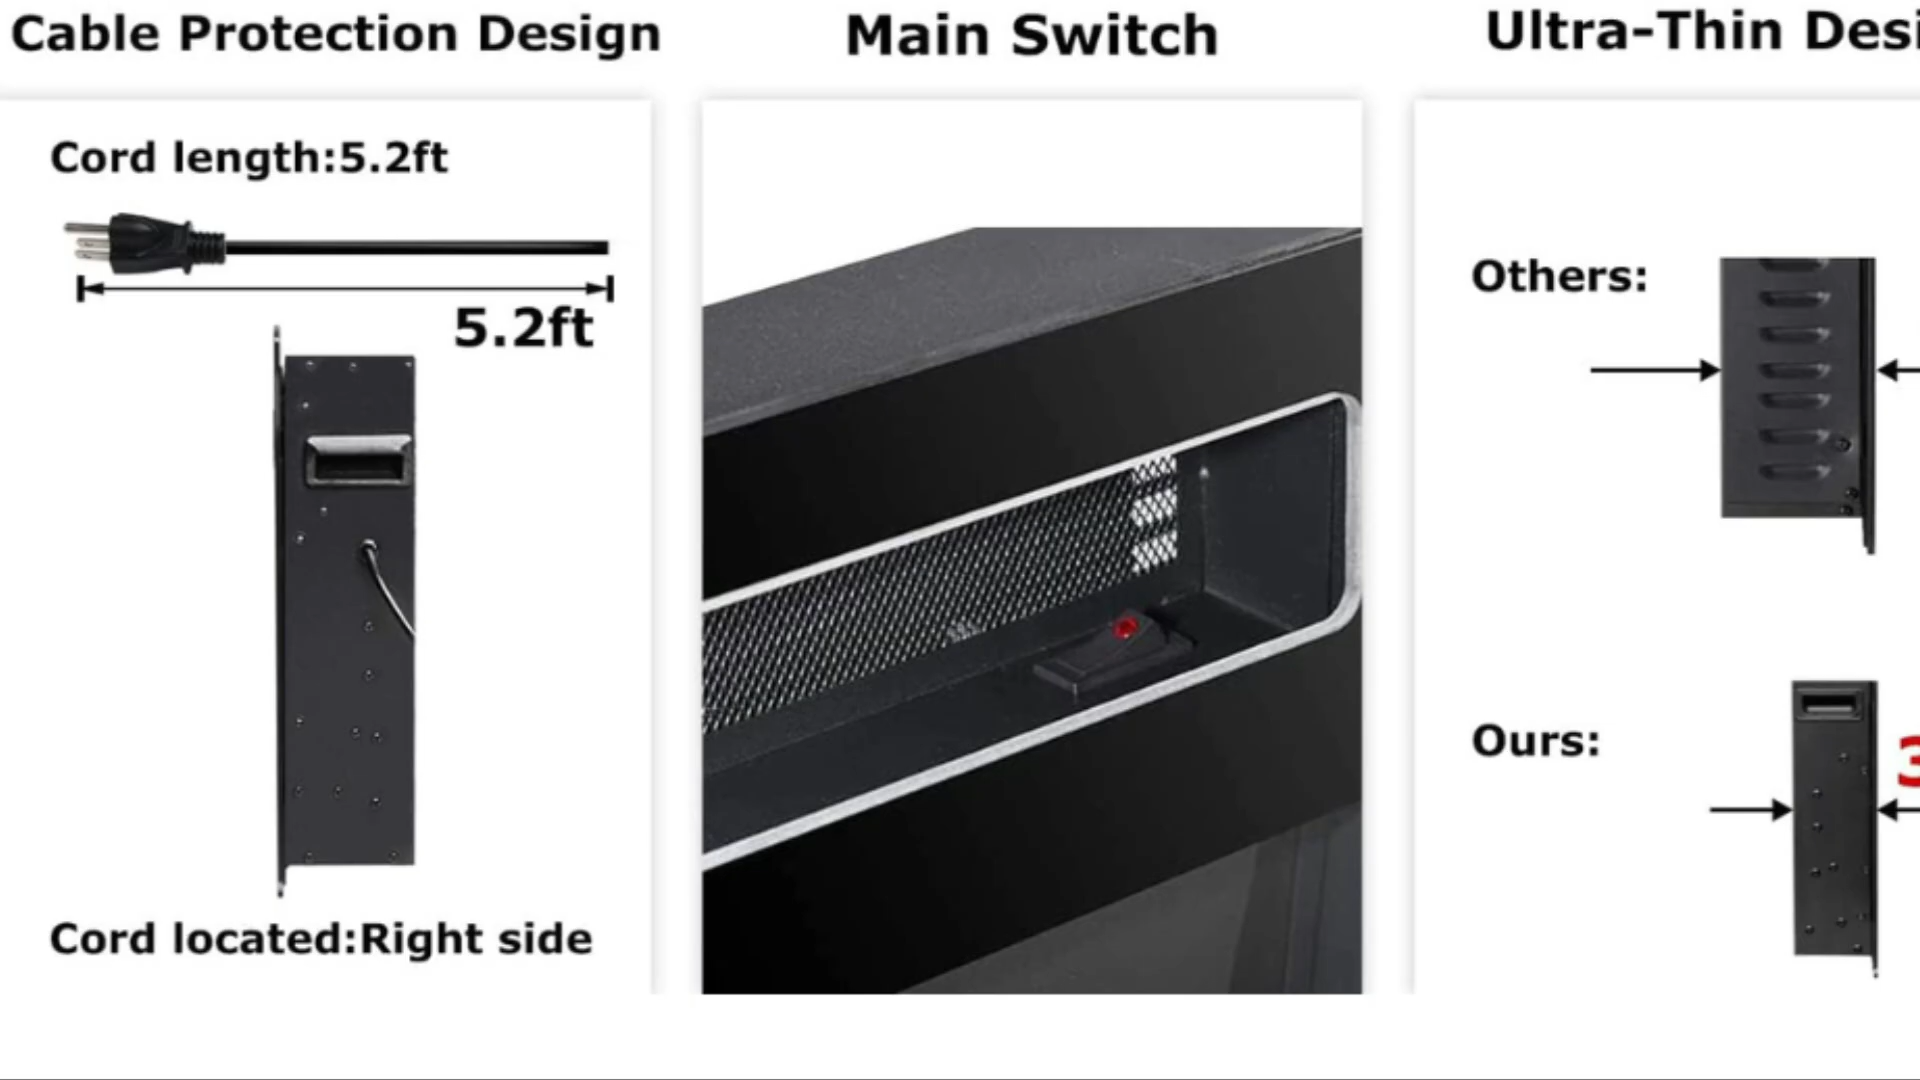 Cable Protection Design
Cord length:5.2ft
5.2ft
Cord located:Right side
Main Switch
Ultra-Thin Desi
Others:
Ours:
3